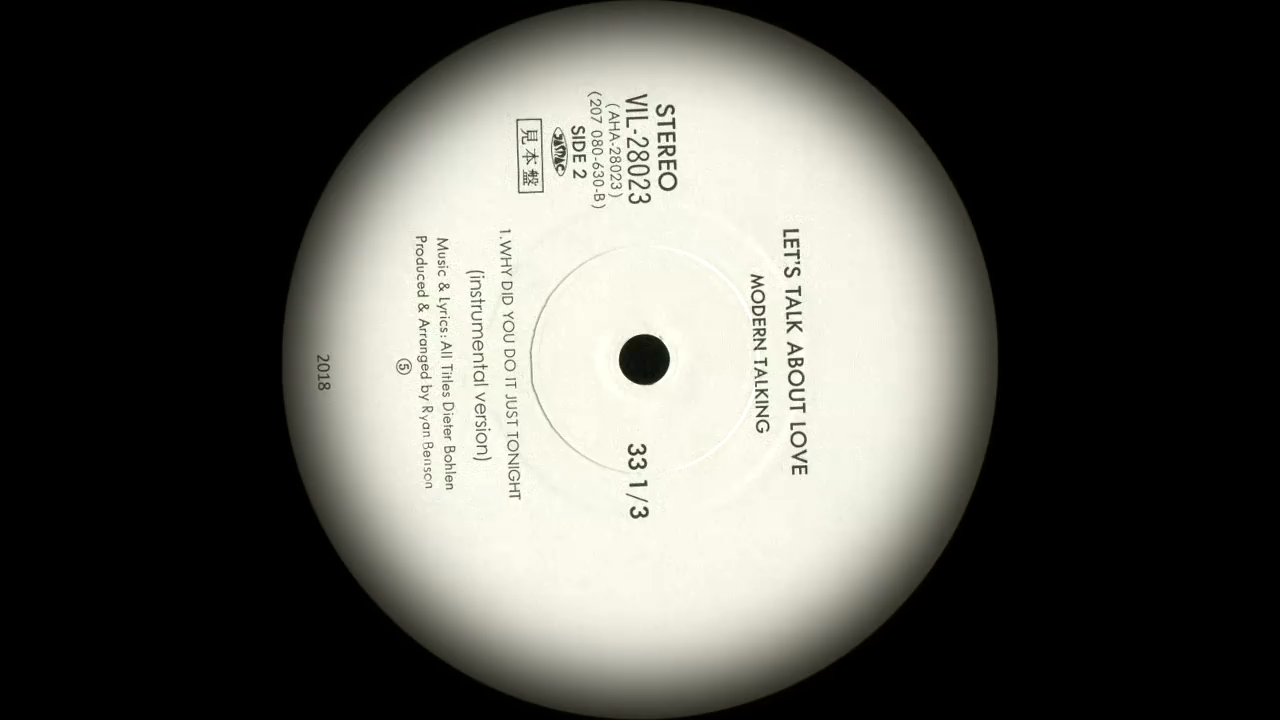 LET'S TALK ABOUT LOVE
MODERN TALKING
STEREO
VIL-28023
(AHA-28023)
(207 080-630-B)
SIDE 2
JASRAC
見本盤
33 1/3
1.WHY DID YOU DO IT JUST TONIGHT
(instrumental version)
Music & Lyrics: All Titles Dieter Bohlen
Produced & Arranged by Ryan Benson
⑤
2018